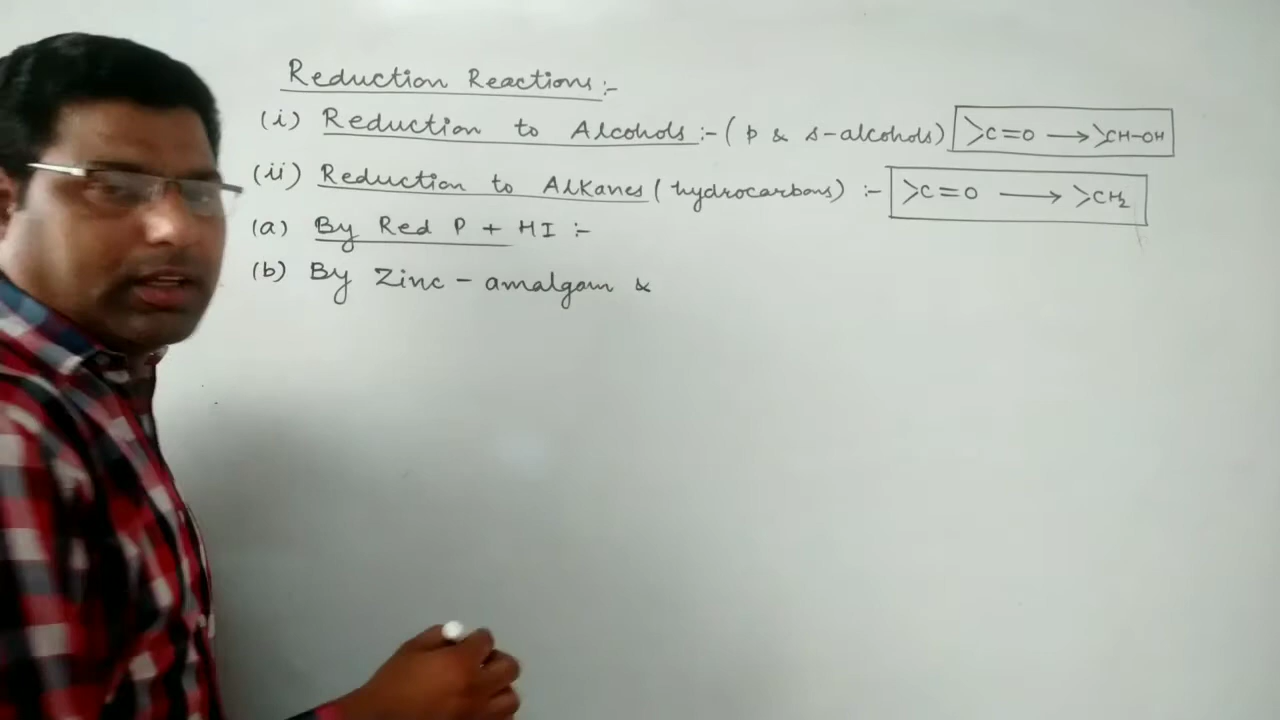 Reduction Reactions :-
(i) Reduction to Alcohols :- (p & s-alcohols) >C=O → >CH-OH
(ii) Reduction to Alkanes (hydrocarbons) :- >C=O → >CH₂
(a) By Red P + HI :-
(b) By Zinc - amalgam &